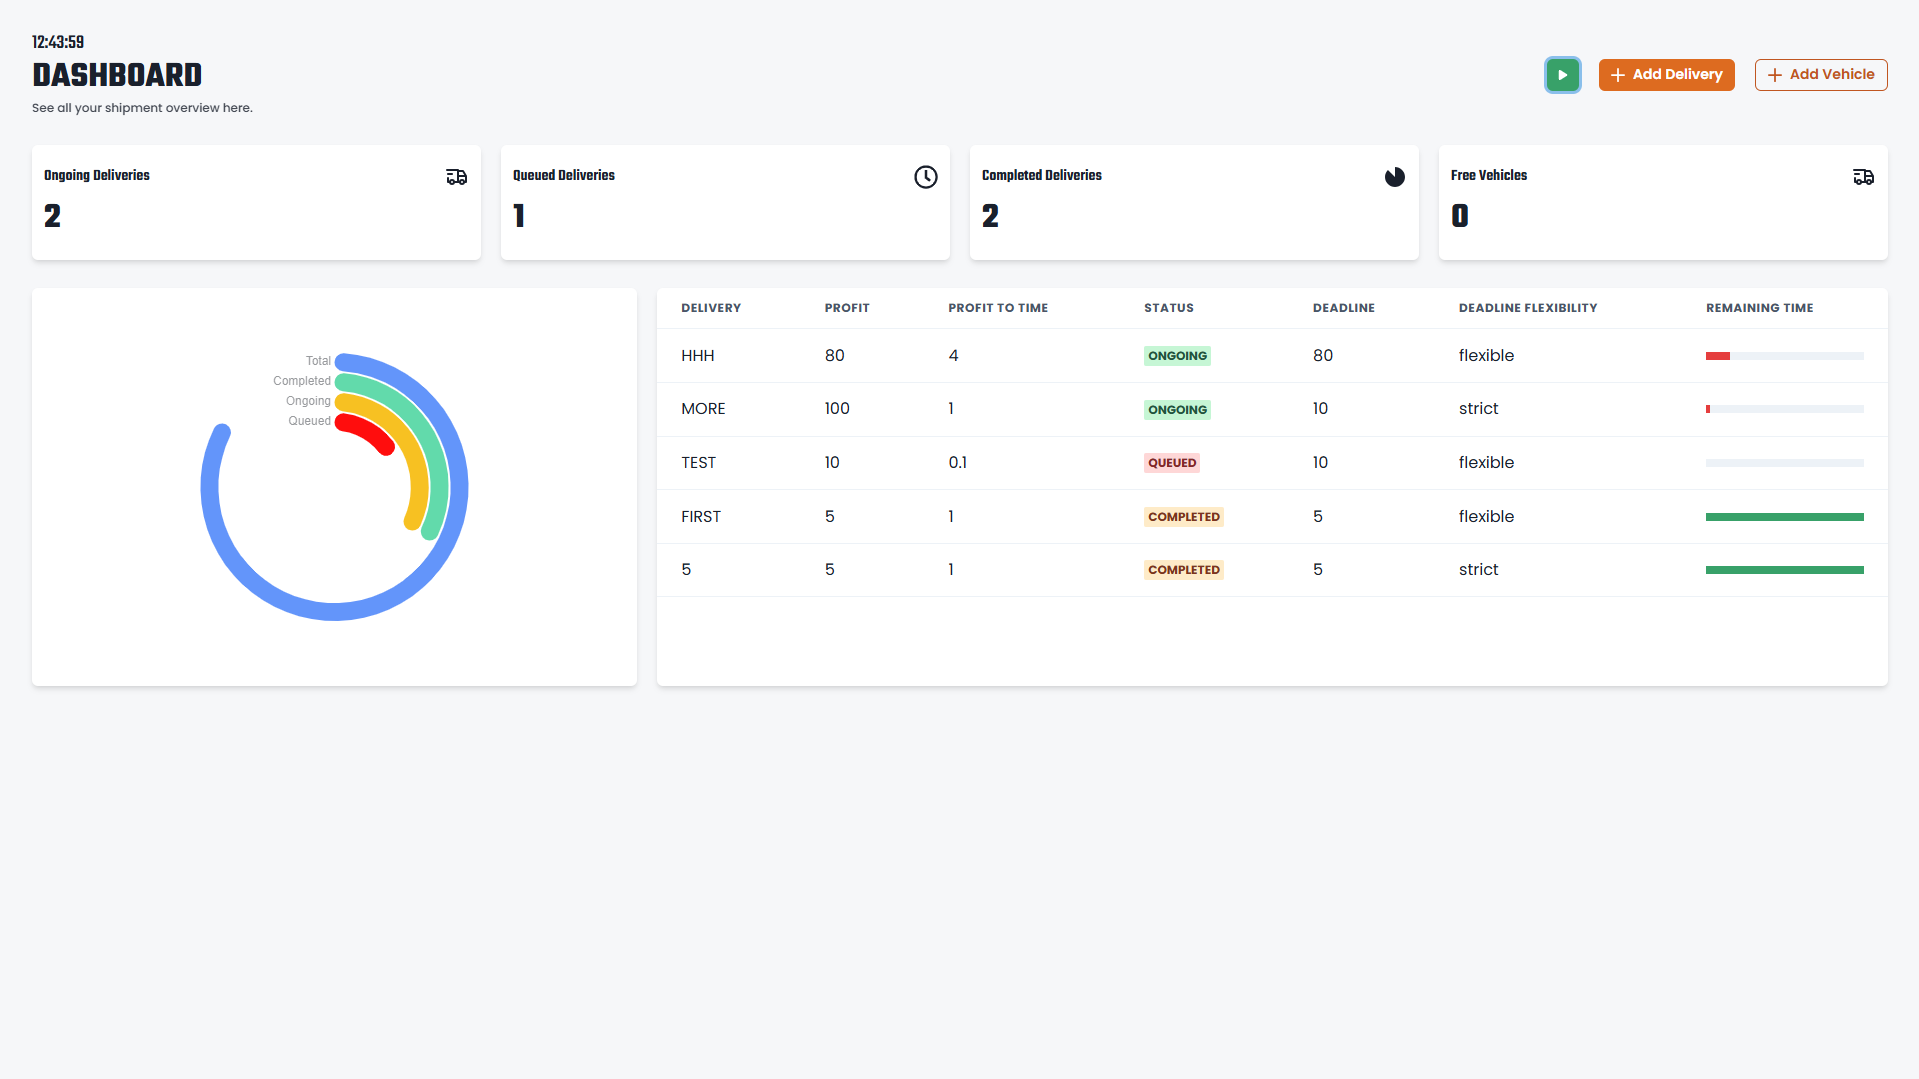 12:43:59
DASHBOARD
See all your shipment overview here.
Add Delivery
Add Vehicle
Ongoing Deliveries
2
Queued Deliveries
1
Completed Deliveries
2
Free Vehicles
0
Total
Completed
Ongoing
Queued
DELIVERY PROFIT PROFIT TO TIME STATUS DEADLINE DEADLINE FLEXIBILITY REMAINING TIME
HHH 80 4 ONGOING 80 flexible
MORE 100 1 ONGOING 10 strict
TEST 10 0.1 QUEUED 10 flexible
FIRST 5 1 COMPLETED 5 flexible
5 5 1 COMPLETED 5 strict